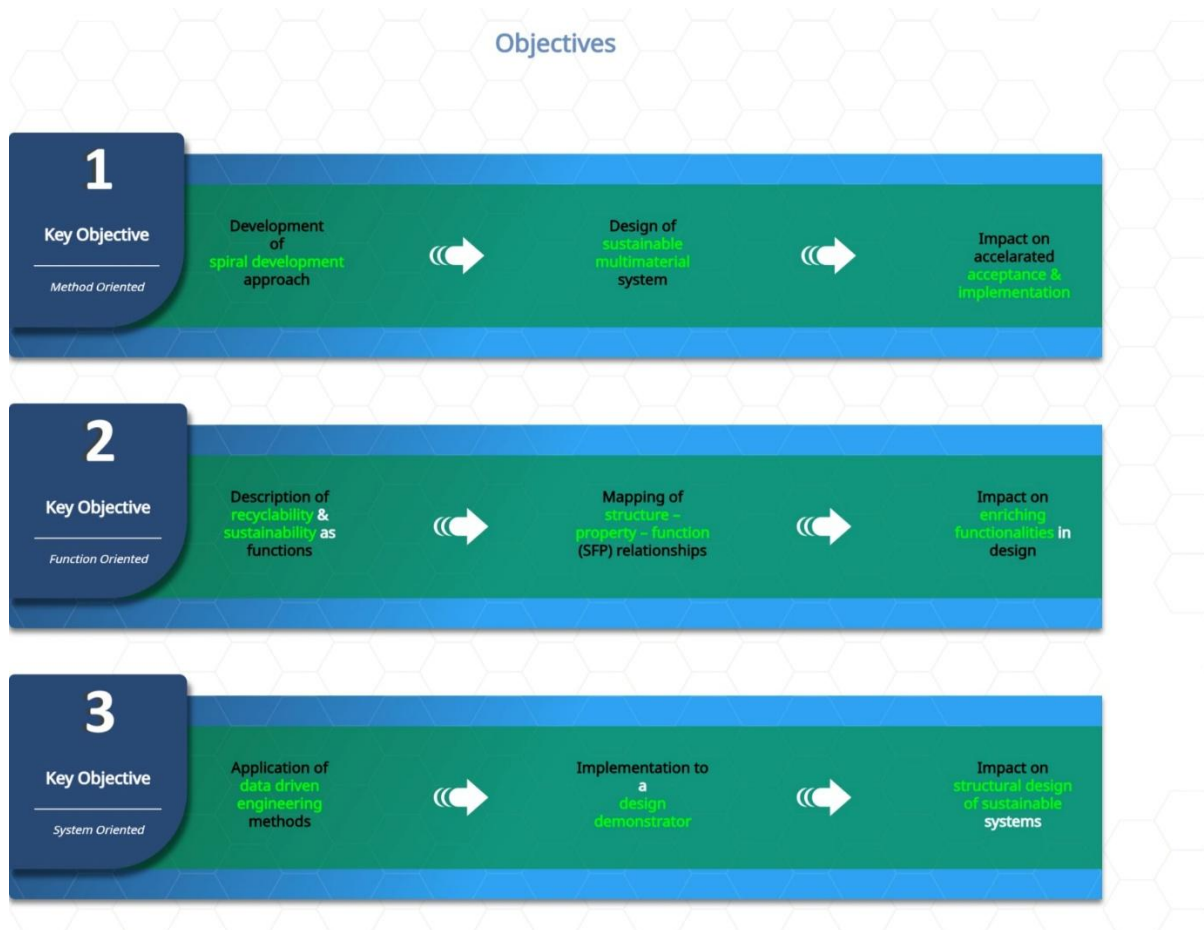 Objectives
1
Key Objective
Method Oriented
Development
of
spiral development
approach
Design of
sustainable
multimaterial
system
Impact on
accelarated
acceptance &
implementation
2
Key Objective
Function Oriented
Description of
recyclability &
sustainability as
functions
Mapping of
structure –
property – function
(SFP) relationships
Impact on
enriching
functionalities in
design
3
Key Objective
System Oriented
Application of
data driven
engineering
methods
Implementation to
a
design
demonstrator
Impact on
structural design
of sustainable
systems